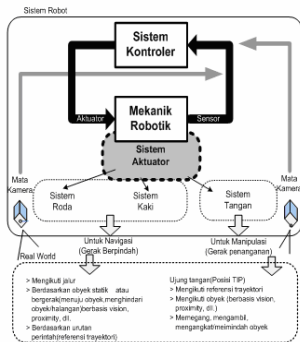 Sistem Robot
Sistem
Kontroler
Aktuator
Mekanik
Robotik
Sensor
Sistem
Aktuator
Mata
Kamera
Sistem
Roda
Sistem
Kaki
Sistem
Tangan
Mata
Kamera
Untuk Navigasi
(Gerak Berpindah)
Untuk Manipulasi
(Gerak penanganan)
Real World
> Mengikuti jalur
> Berdasarkan obyek statik atau
bergerak(menuju obyek,menghindari
obyek/halangan)berbasis vision,
proximity, dll.
> Berdasarkan urutan
perintah(referensi trayektori)
Ujung tangan(Posisi TIP)
> Mengikuti referensi trayektori
> Mengikuti obyek (berbasis vision,
proximity, dll.)
> Memegang, mengambil,
mengangkat/memindah obyek